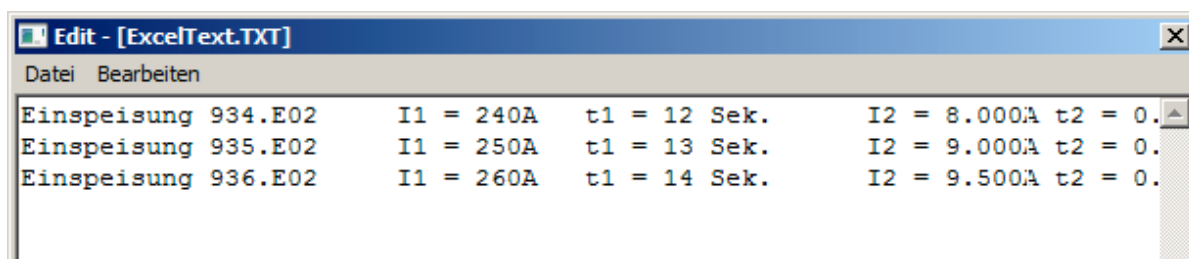 Edit - [ExcelText.TXT]
Datei Bearbeiten
Einspeisung 934.E02 I1 = 240A t1 = 12 Sek. I2 = 8.000A t2 = 0.
Einspeisung 935.E02 I1 = 250A t1 = 13 Sek. I2 = 9.000A t2 = 0.
Einspeisung 936.E02 I1 = 260A t1 = 14 Sek. I2 = 9.500A t2 = 0.